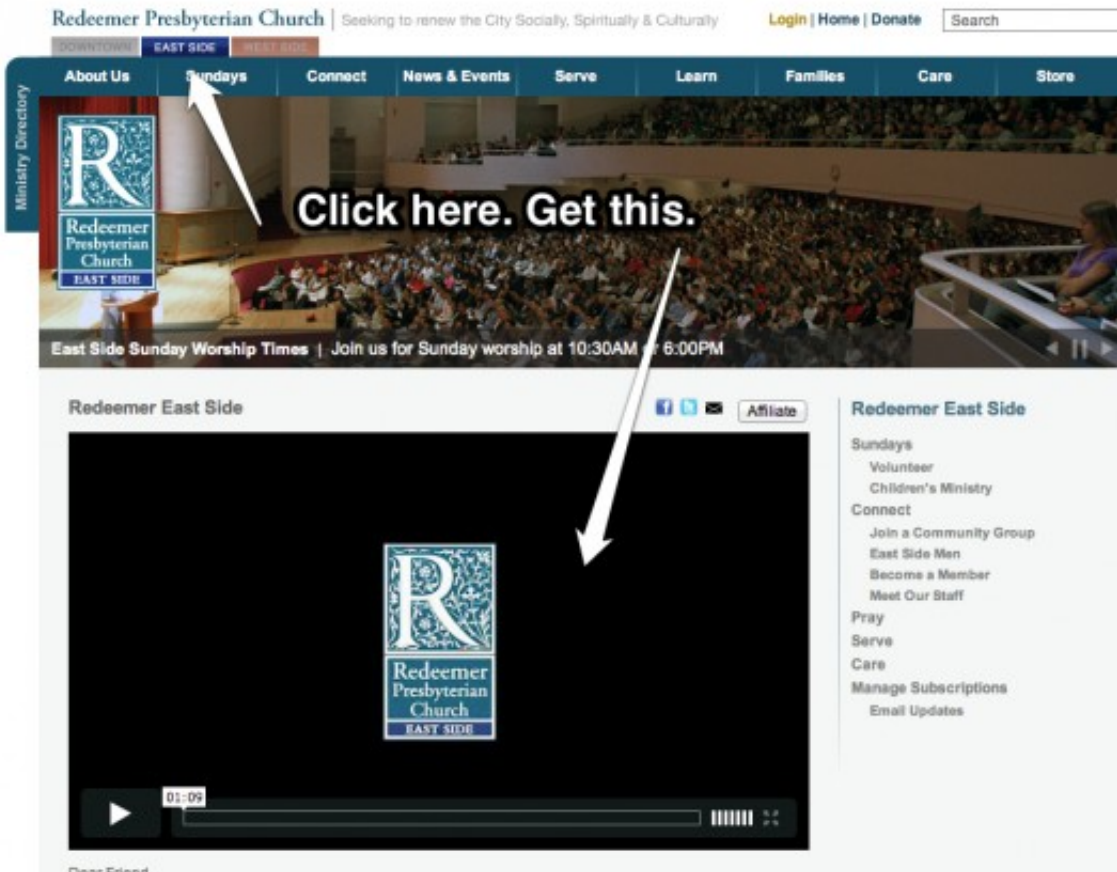 Redeemer Presbyterian Church | Seeking to renew the City Socially, Spiritually & Culturally
Login | Home | Donate
Search
DOWNTOWN EAST SIDE WEST SIDE
About Us Sundays Connect News & Events Serve Learn Families Care Store
Ministry Directory
R
Redeemer
Presbyterian
Church
EAST SIDE
Click here. Get this.
East Side Sunday Worship Times | Join us for Sunday worship at 10:30AM or 6:00PM
Redeemer East Side
Affiliate
R
Redeemer
Presbyterian
Church
EAST SIDE
01:09
Redeemer East Side
Sundays
Volunteer
Children's Ministry
Connect
Join a Community Group
East Side Men
Become a Member
Meet Our Staff
Pray
Serve
Care
Manage Subscriptions
Email Updates
Dear Friend